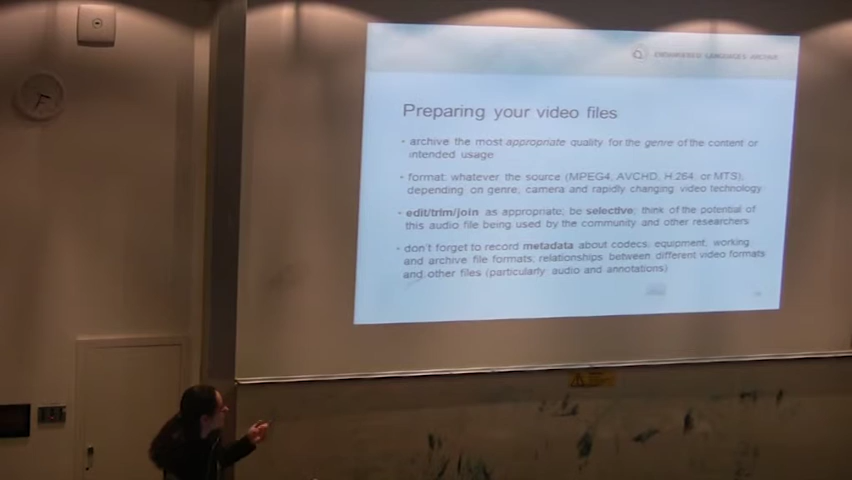 ENDANGERED LANGUAGES ARCHIVE
Preparing your video files
• archive the most appropriate quality for the genre of the content or
intended usage
• format: whatever the source (MPEG4, AVCHD, H.264, or MTS),
depending on genre, camera and rapidly changing video technology
• edit/trim/join as appropriate; be selective; think of the potential of
this audio file being used by the community and other researchers
• don't forget to record metadata about codecs, equipment, working
and archive file formats, relationships between different video formats
and other files (particularly audio and annotations)